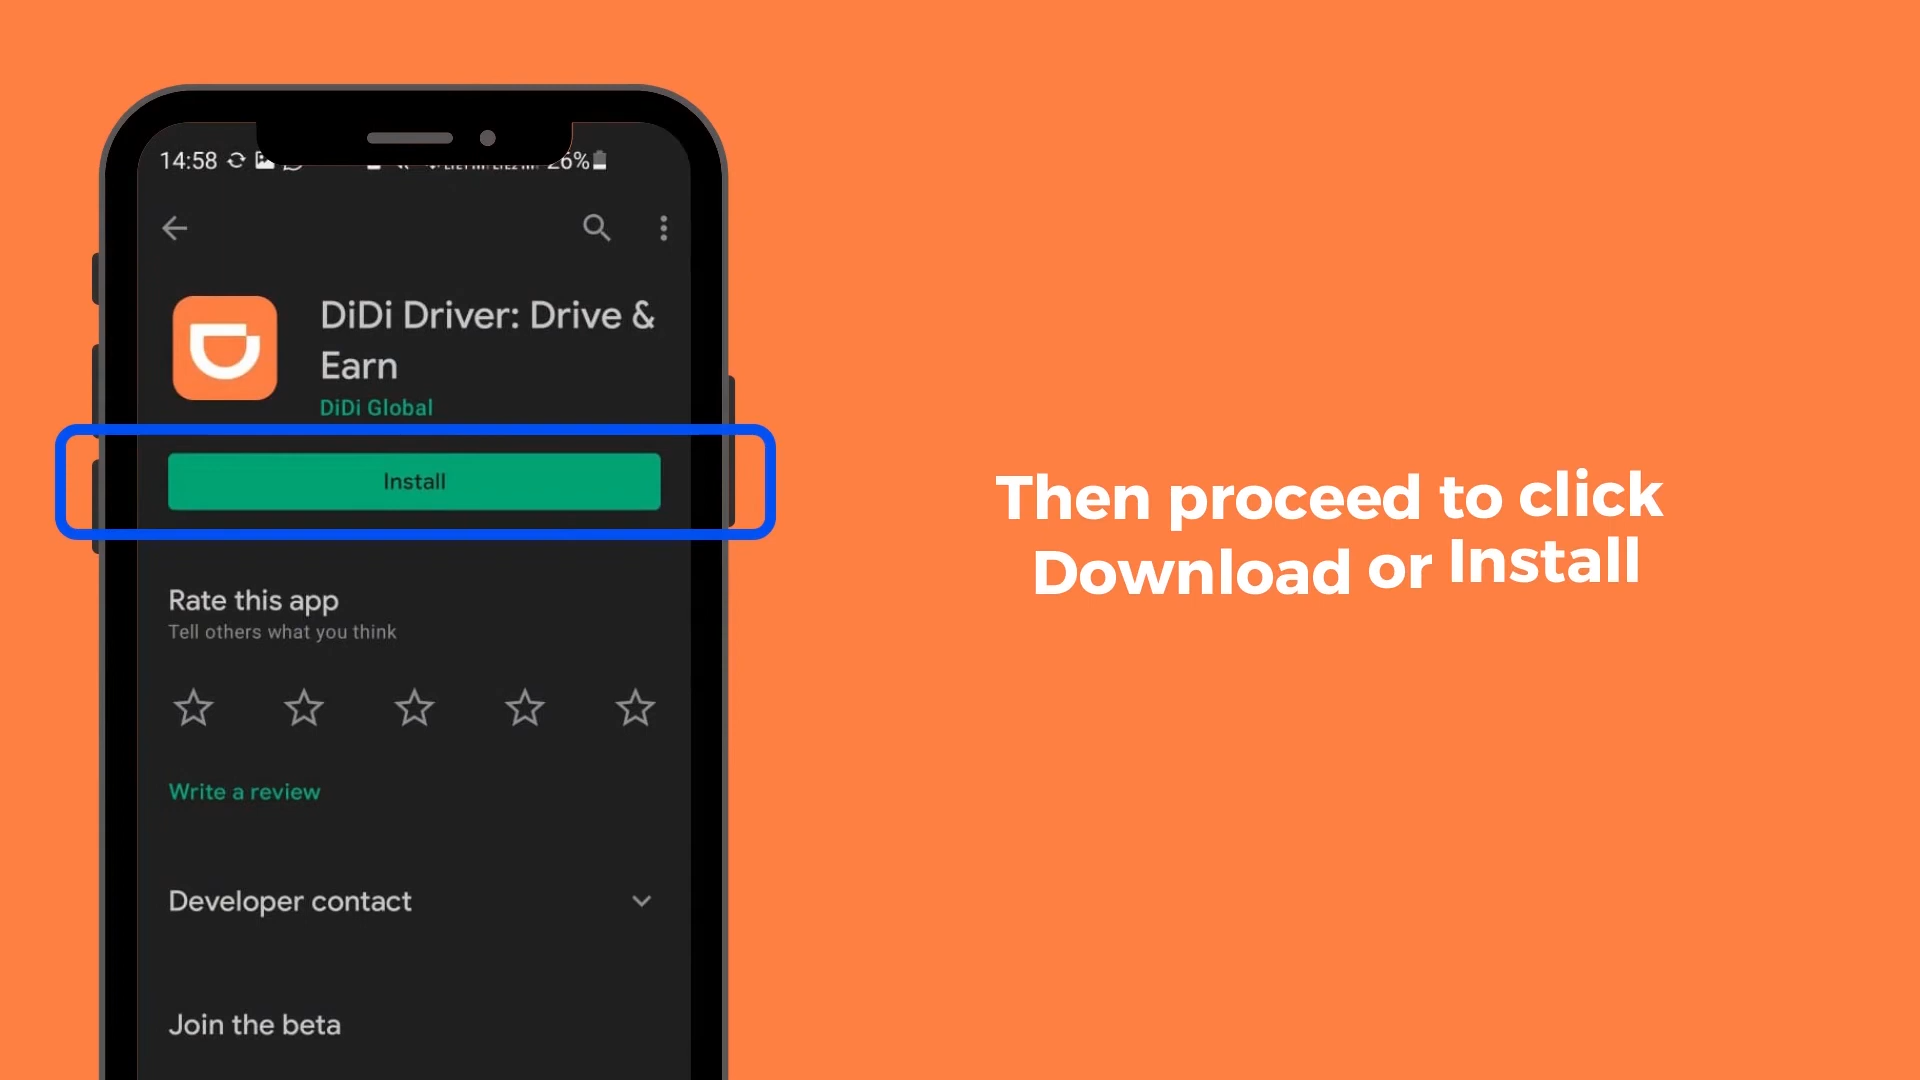 14:58
26%
DiDi Driver: Drive &
Earn
DiDi Global
Install
Rate this app
Tell others what you think
Write a review
Developer contact
Join the beta
Then proceed to click
Download or Install